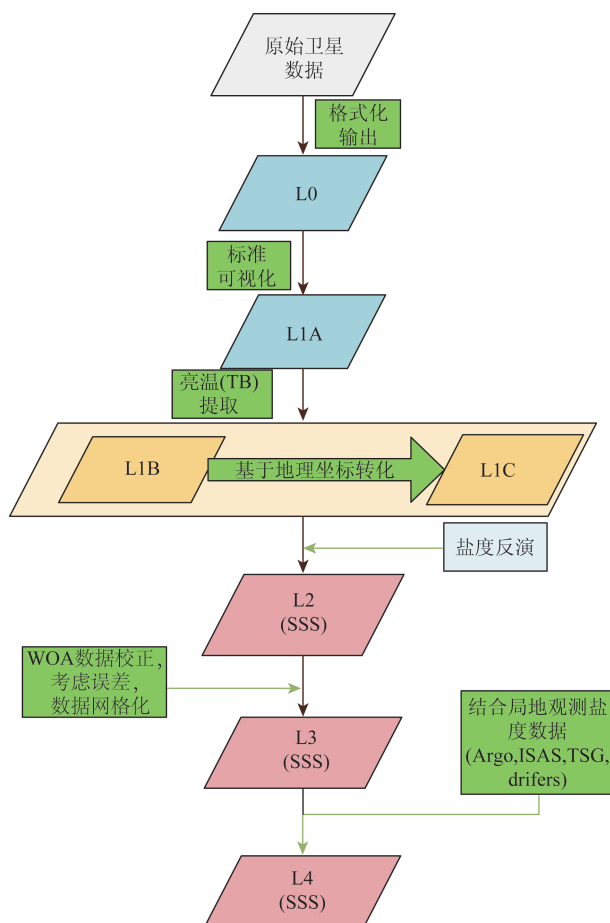 原始卫星
数据
格式化
输出
L0
标准
可视化
L1A
亮温(TB)
提取
L1B
基于地理坐标转化
L1C
盐度反演
L2
(SSS)
WOA数据校正,
考虑误差,
数据网格化
L3
(SSS)
结合局地观测盐
度数据
(Argo,ISAS,TSG,
drifers)
L4
(SSS)